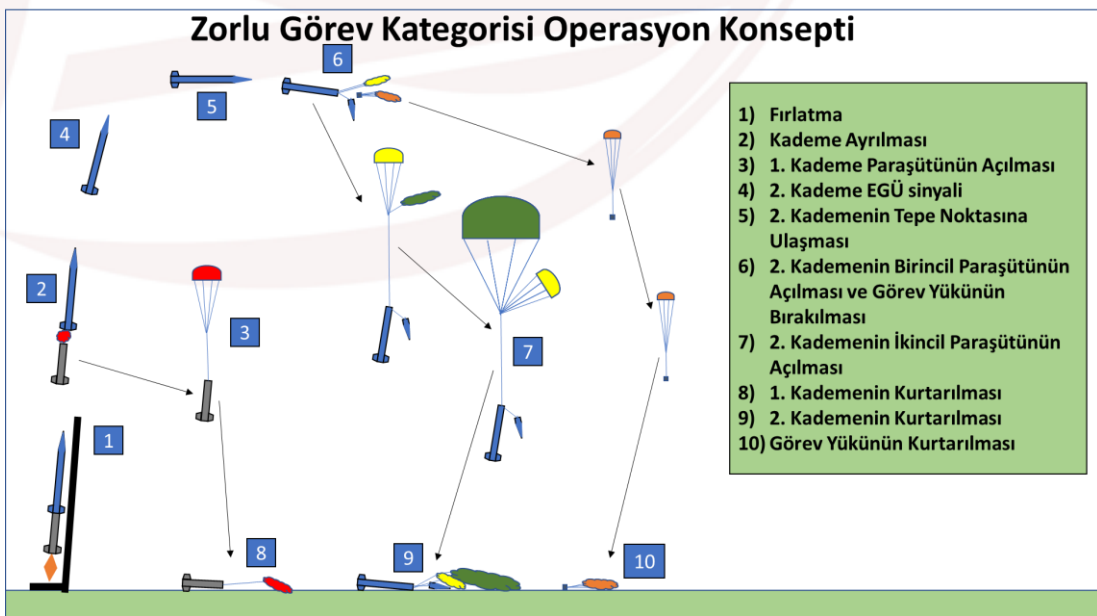 Zorlu Görev Kategorisi Operasyon Konsepti
6
5
4
2
3
7
1
8
9
10
1) Fırlatma
2) Kademe Ayrılması
3) 1. Kademe Paraşütünün Açılması
4) 2. Kademe EGÜ sinyali
5) 2. Kademenin Tepe Noktasına
Ulaşması
6) 2. Kademenin Birincil Paraşütünün
Açılması ve Görev Yükünün
Bırakılması
7) 2. Kademenin İkincil Paraşütünün
Açılması
8) 1. Kademenin Kurtarılması
9) 2. Kademenin Kurtarılması
10) Görev Yükünün Kurtarılması